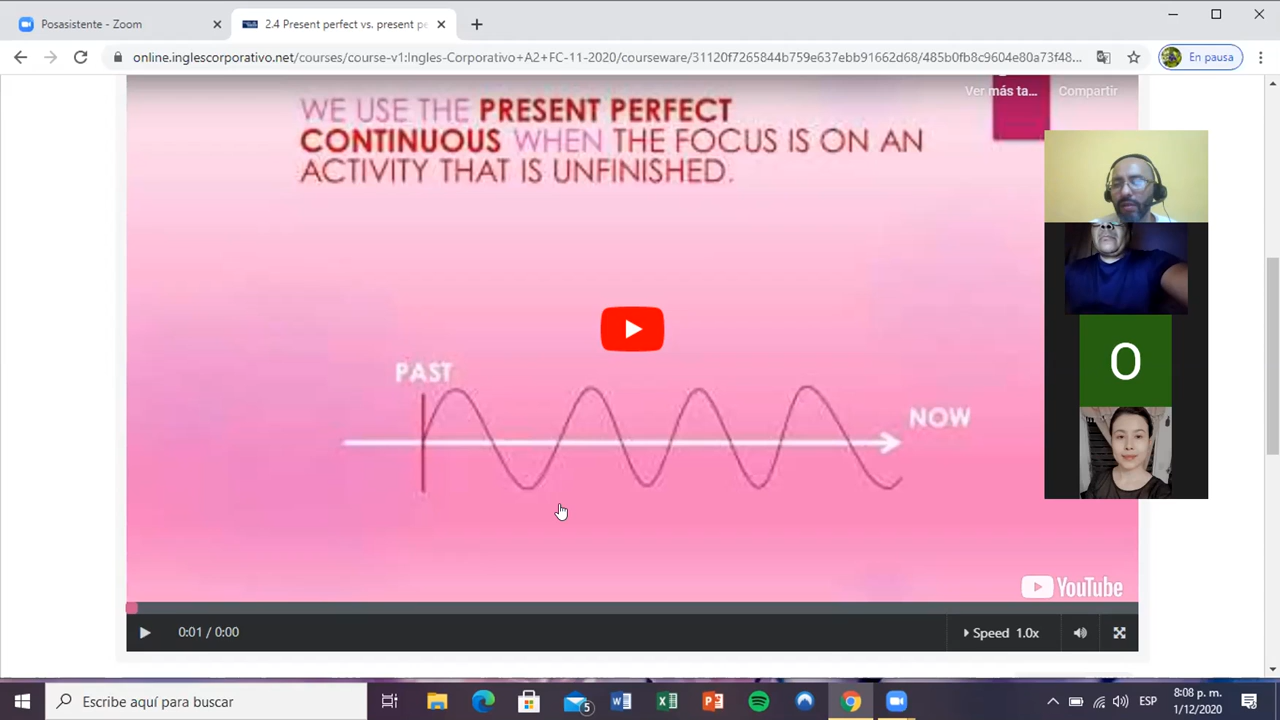 Posasistente - Zoom
2.4 Present perfect vs. present pe
online.inglescorporativo.net/courses/course-v1:Ingles-Corporativo+A2+FC-11-2020/courseware/31120f7265844b759e637ebb91662d68/485b0fb8c9604e80a73f48...
En pausa
Ver más ta...
Compartir
WE USE THE PRESENT PERFECT
CONTINUOUS WHEN THE FOCUS IS ON AN
ACTIVITY THAT IS UNFINISHED.
PAST
NOW
O
YouTube
0:01 / 0:00
Speed 1.0x
Escribe aquí para buscar
5
ESP
8:08 p. m.
1/12/2020